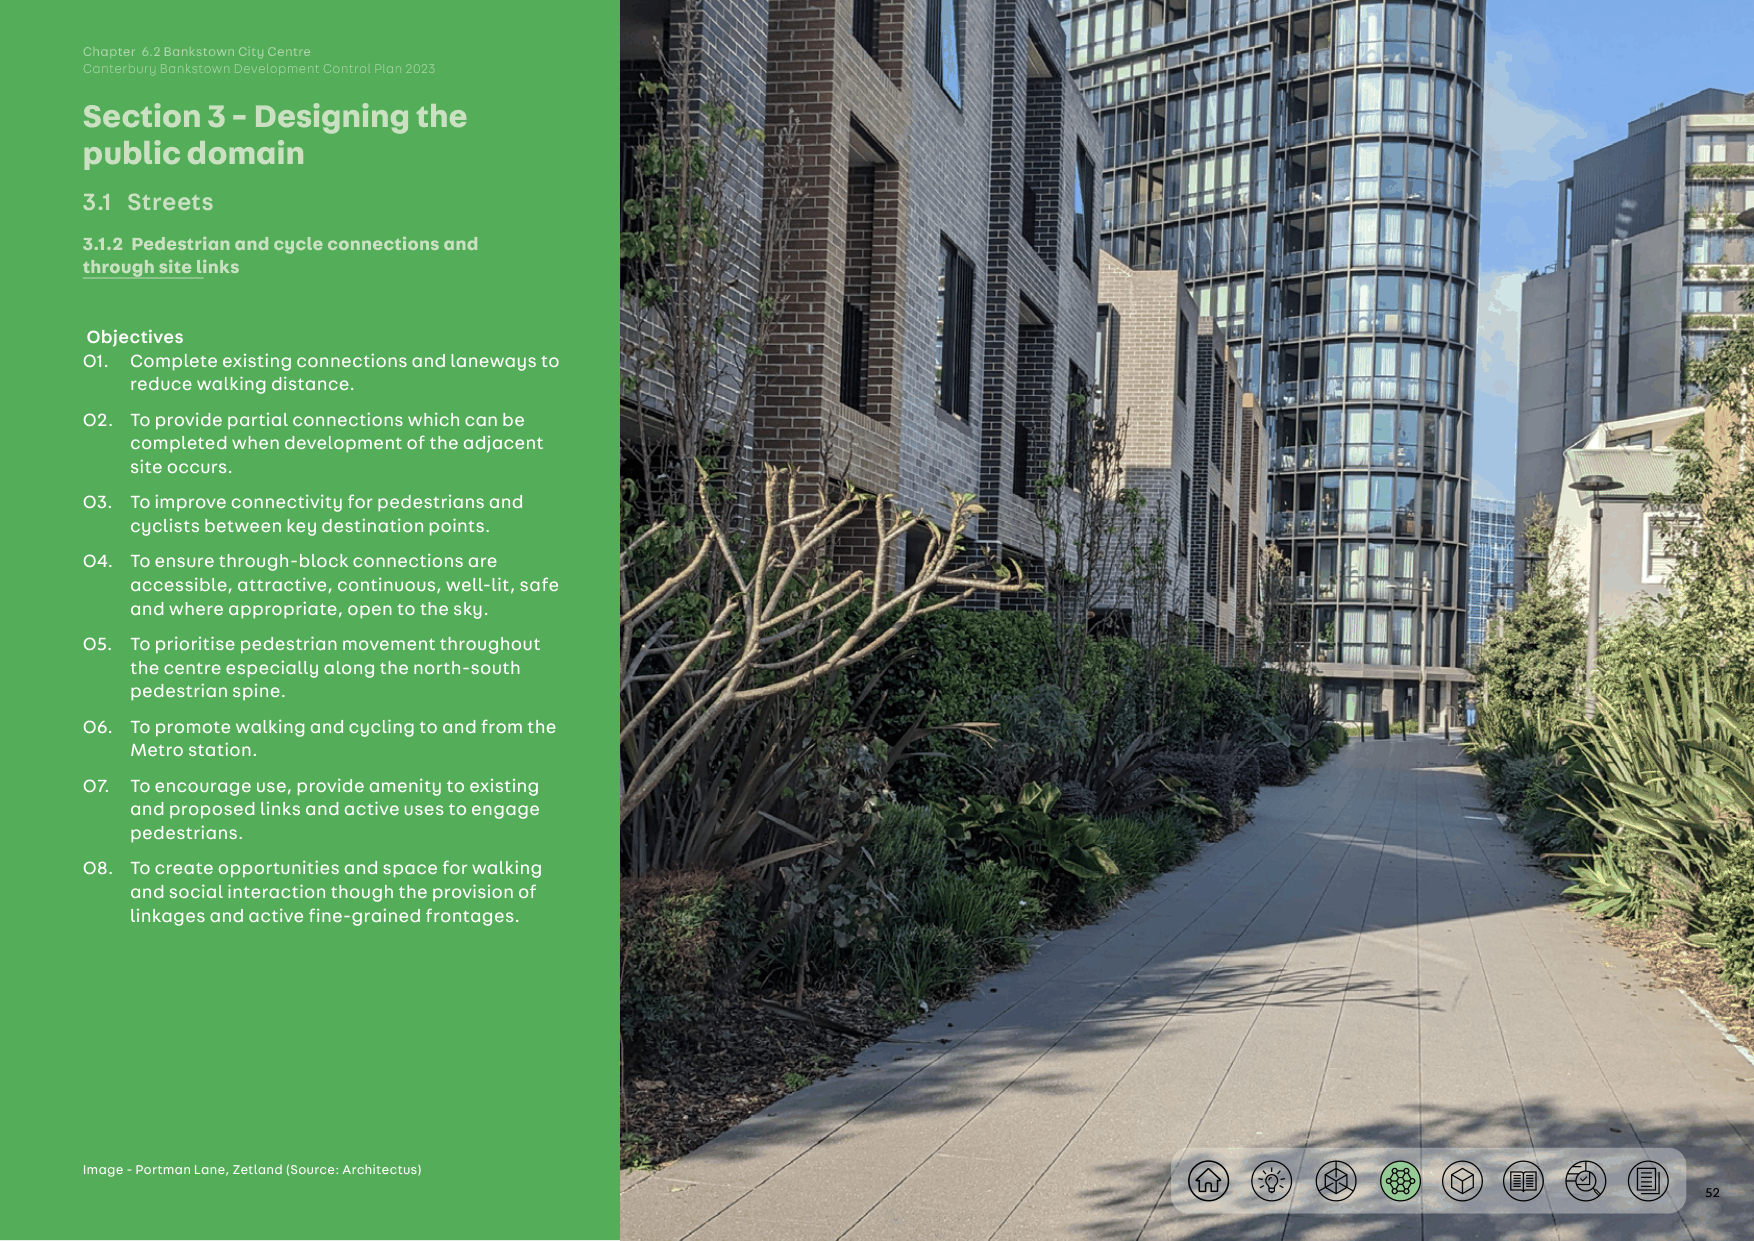 Chapter 6.2 Bankstown City Centre
Canterbury Bankstown Development Control Plan 2023
Section 3 – Designing the
public domain
3.1 Streets
3.1.2 Pedestrian and cycle connections and
through site links
Objectives
O1. Complete existing connections and laneways to
reduce walking distance.
O2. To provide partial connections which can be
completed when development of the adjacent
site occurs.
O3. To improve connectivity for pedestrians and
cyclists between key destination points.
O4. To ensure through-block connections are
accessible, attractive, continuous, well-lit, safe
and where appropriate, open to the sky.
O5. To prioritise pedestrian movement throughout
the centre especially along the north-south
pedestrian spine.
O6. To promote walking and cycling to and from the
Metro station.
O7. To encourage use, provide amenity to existing
and proposed links and active uses to engage
pedestrians.
O8. To create opportunities and space for walking
and social interaction though the provision of
linkages and active fine-grained frontages.
Image - Portman Lane, Zetland (Source: Architectus)
52